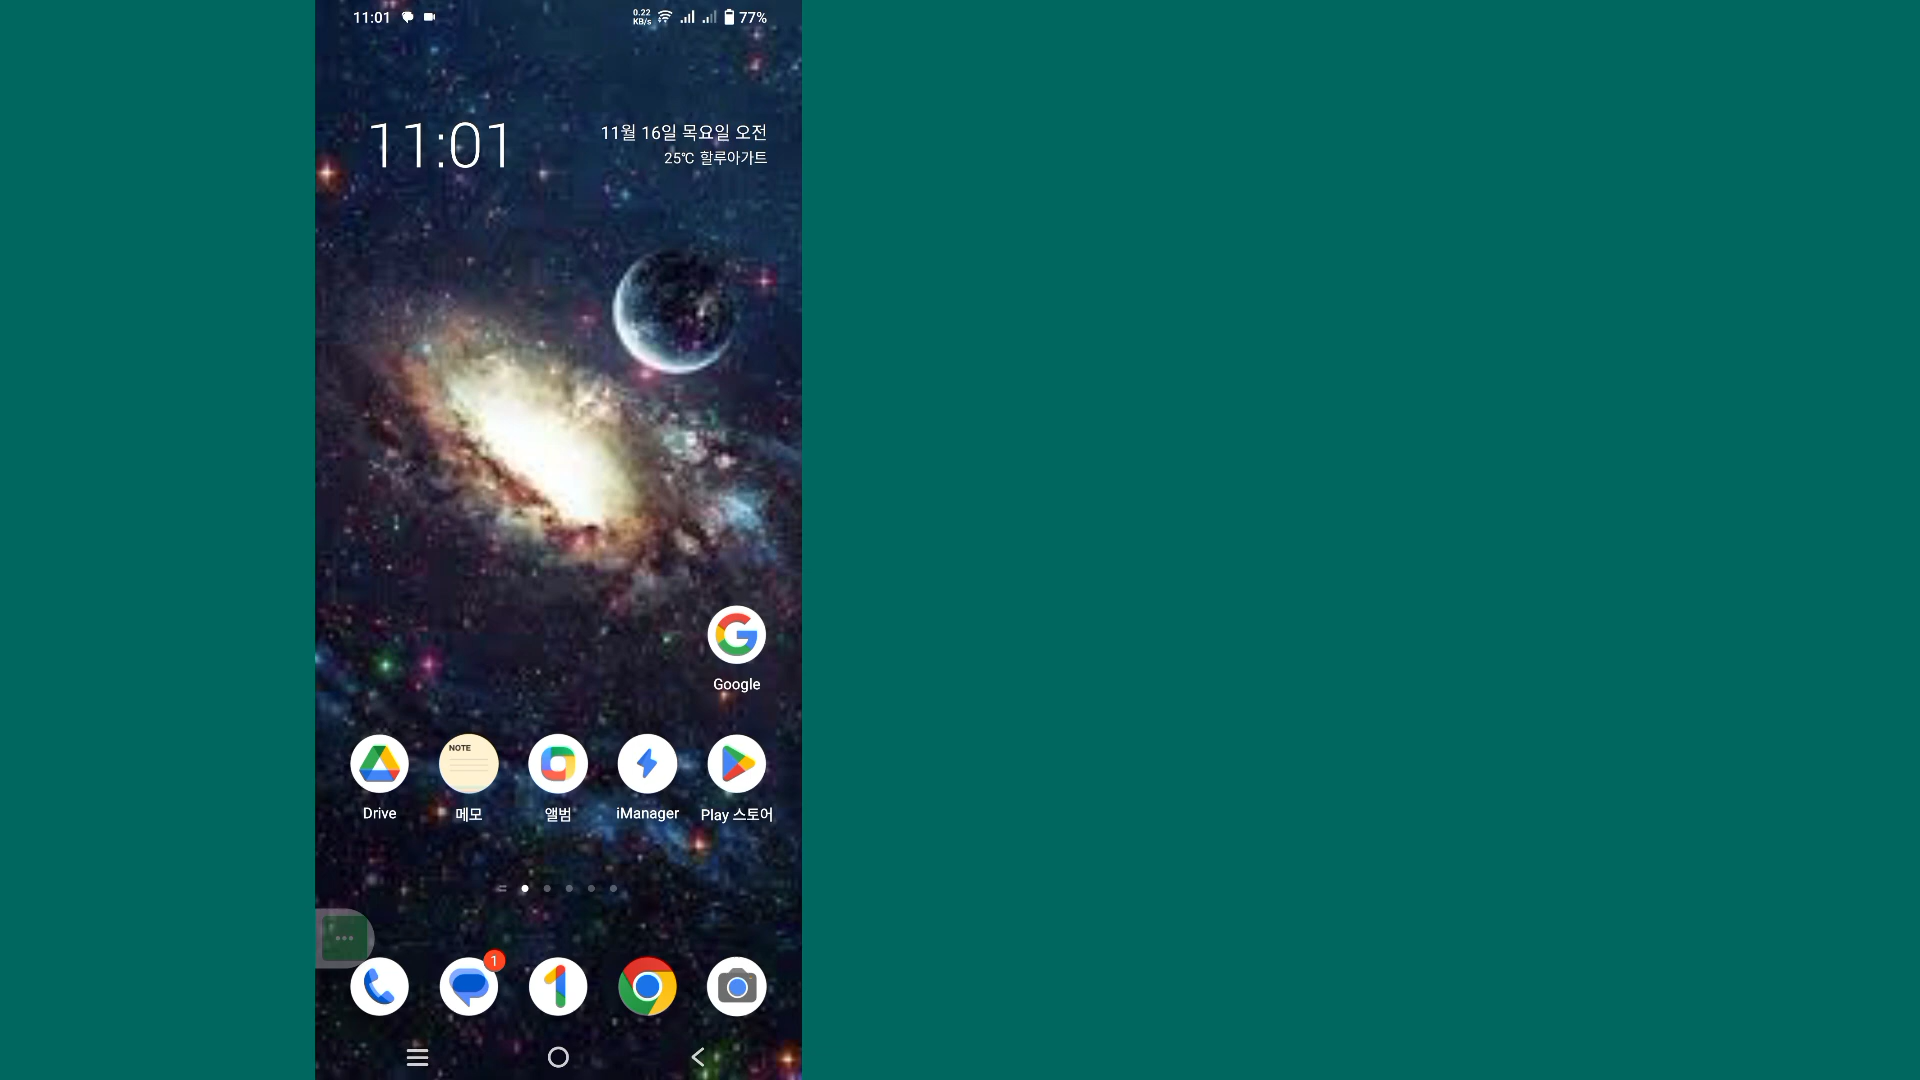 11:01
0.22
KB/s
77%
11:01
11월 16일 목요일 오전
25℃ 할루아가트
Google
NOTE
Drive
메모
앨범
iManager
Play 스토어
1